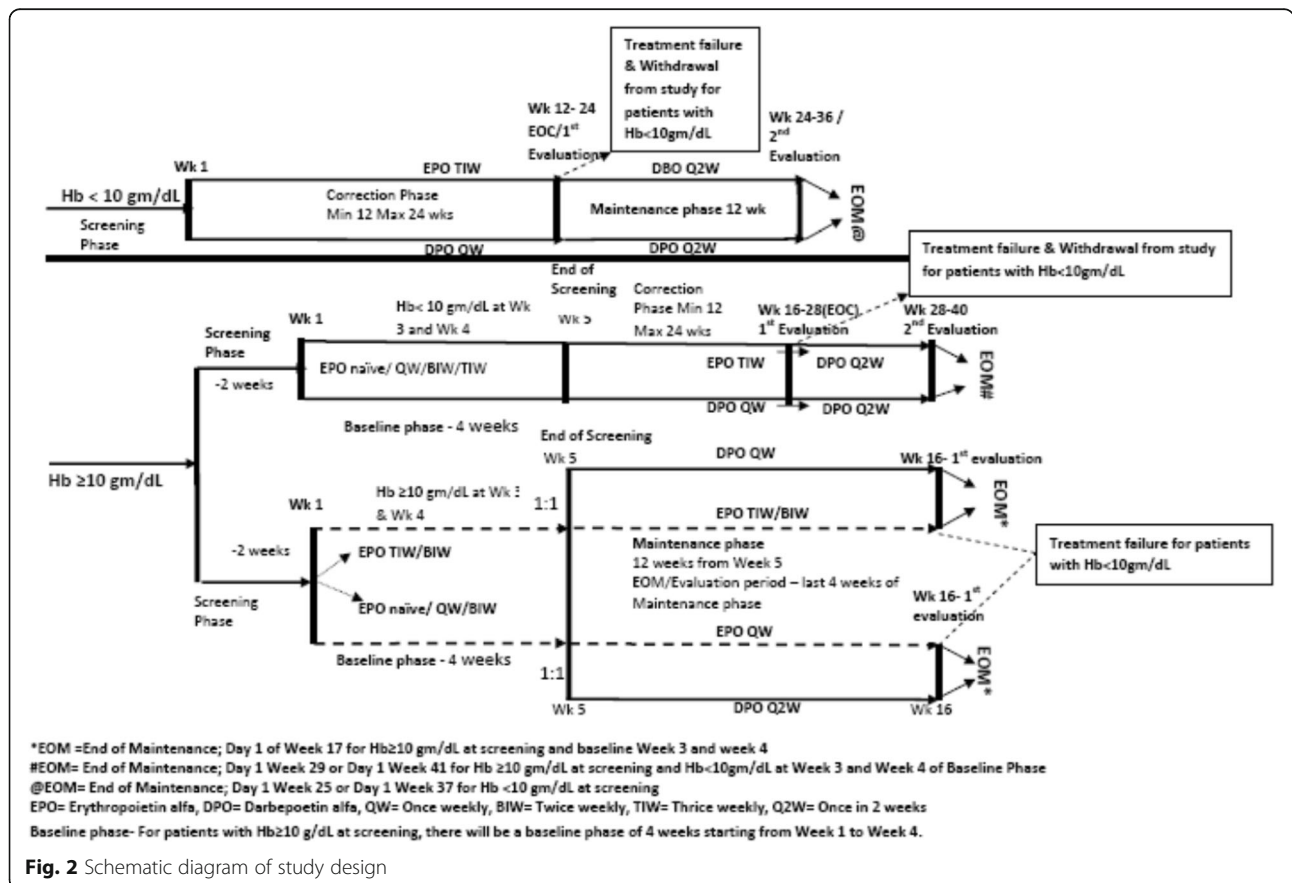 Treatment failure
& Withdrawal
from study for
patients with
Hb<10gm/dL
Wk 12- 24
EOC/1st
Evaluation
Wk 24-36 /
2nd
Evaluation
Wk 1
EPO TIW
DBO Q2W
Hb < 10 gm/dL
Screening
Phase
Correction Phase
Min 12 Max 24 wks
Maintenance phase 12 wk
EOM@
DPO QW
DPO Q2W
Treatment failure & Withdrawal from study
for patients with Hb<10gm/dL
Wk 1
Hb< 10 gm/dL at Wk
3 and Wk 4
End of
Screening
Wk 5
Correction
Phase Min 12
Max 24 wks
Wk 16-28(EOC)
1st Evaluation
Wk 28-40
2nd Evaluation
Screening
Phase
-2 weeks
EPO naïve/ QW/BIW/TIW
EPO TIW
DPO Q2W
EOM#
DPO QW
DPO Q2W
Baseline phase - 4 weeks
Hb ≥10 gm/dL
End of Screening
Wk 5
DPO QW
Wk 16- 1st evaluation
Wk 1
Hb ≥10 gm/dL at Wk 3
& Wk 4
1:1
EOM*
-2 weeks
EPO TIW/BIW
EPO TIW/BIW
Screening
Phase
EPO naïve/ QW/BIW
Maintenance phase
12 weeks from Week 5
EOM/Evaluation period – last 4 weeks of
Maintenance phase
Treatment failure for patients
with Hb<10gm/dL
Wk 16- 1st
evaluation
EPO QW
Baseline phase - 4 weeks
1:1
EOM*
Wk 5
DPO Q2W
Wk 16
*EOM =End of Maintenance; Day 1 of Week 17 for Hb≥10 gm/dL at screening and baseline Week 3 and week 4
#EOM= End of Maintenance; Day 1 Week 29 or Day 1 Week 41 for Hb ≥10 gm/dL at screening and Hb<10gm/dL at Week 3 and Week 4 of Baseline Phase
@EOM= End of Maintenance; Day 1 Week 25 or Day 1 Week 37 for Hb <10 gm/dL at screening
EPO= Erythropoietin alfa, DPO= Darbepoetin alfa, QW= Once weekly, BIW= Twice weekly, TIW= Thrice weekly, Q2W= Once in 2 weeks
Baseline phase- For patients with Hb≥10 g/dL at screening, there will be a baseline phase of 4 weeks starting from Week 1 to Week 4.
Fig. 2 Schematic diagram of study design